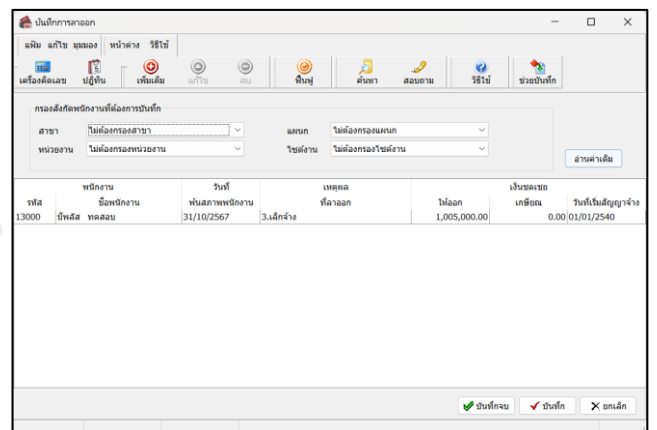 บันทึกการลาออก
แฟ้ม แก้ไข มุมมอง หน้าต่าง วิธีใช้
เครื่องคิดเลข ปฏิทิน เพิ่มเติม แก้ไข ลบ ฟื้นฟู ค้นหา สอบถาม วิธีใช้ ช่วยบันทึก
กรองสังกัดพนักงานที่ต้องการบันทึก
สาขา ไม่ต้องกรองสาขา แผนก ไม่ต้องกรองแผนก
หน่วยงาน ไม่ต้องกรองหน่วยงาน ไซต์งาน ไม่ต้องกรองไซต์งาน
อ่านค่าเดิม
พนักงาน วันที่ เหตุผล เงินชดเชย
รหัส ชื่อพนักงาน พ้นสภาพพนักงาน ที่ลาออก ให้ออก เกษียณ วันที่เริ่มสัญญาจ้าง
13000 บีพลัส ทดสอบ 31/10/2567 3.เลิกจ้าง 1,005,000.00 0.00 01/01/2540
บันทึกจบ บันทึก ยกเลิก